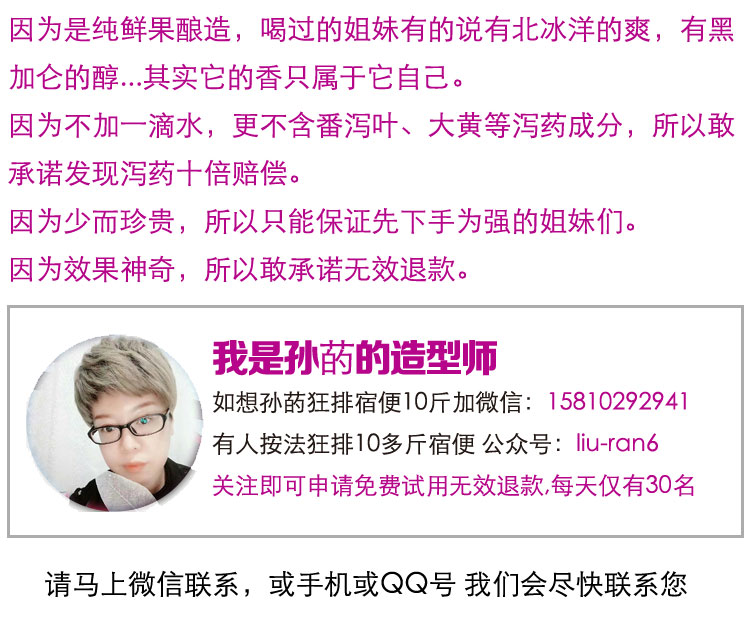 因为是纯鲜果酿造，喝过的姐妹有的说有北冰洋的爽，有黑
加仑的醇...其实它的香只属于它自己。
因为不加一滴水，更不含番泻叶、大黄等泻药成分，所以敢
承诺发现泻药十倍赔偿。
因为少而珍贵，所以只能保证先下手为强的姐妹们。
因为效果神奇，所以敢承诺无效退款。
我是孙菂的造型师
如想孙菂狂排宿便10斤加微信：15810292941
有人按法狂排10多斤宿便 公众号：liu-ran6
关注即可申请免费试用无效退款,每天仅有30名
请马上微信联系，或手机或QQ号 我们会尽快联系您